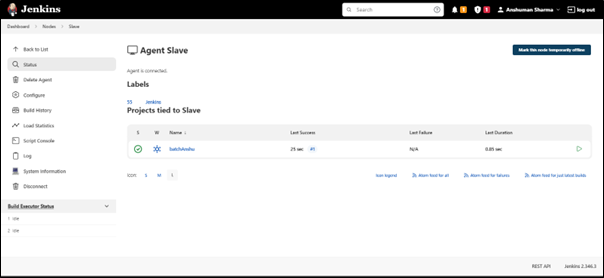 Jenkins
Search
1
1
Anshuman Sharma
log out
Dashboard
Nodes
Slave
Back to List
Status
Delete Agent
Configure
Build History
Load Statistics
Script Console
Log
System Information
Disconnect
Build Executor Status
Idle
Idle
Agent Slave
Mark this node temporarily offline
Agent is connected.
Labels
Jenkins
Projects tied to Slave
S W Name ↓ Last Success Last Failure Last Duration
25 sec #1 N/A 0.85 sec
Icon: S M L
Icon legend
Atom feed for all
Atom feed for failures
Atom feed for just latest builds
REST API
Jenkins 2.346.3